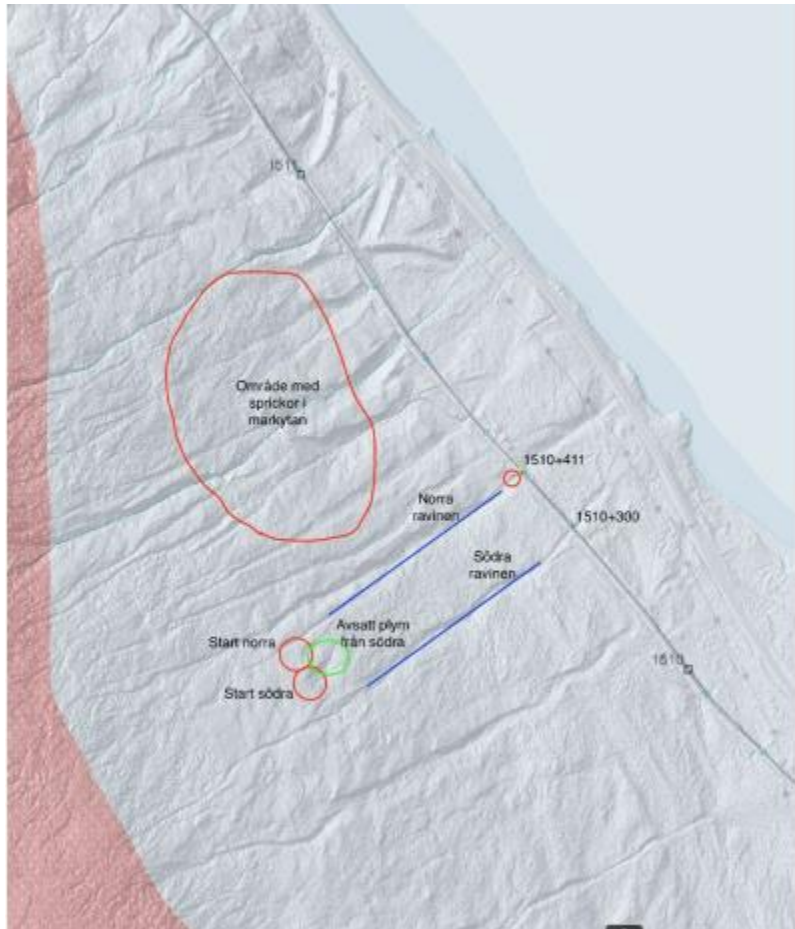 1511
Område med
sprickor i
markytan
1510+411
Norra
ravinen
1510+300
Södra
ravinen
Avsatt plym
från södra
Start norra
1510
Start södra